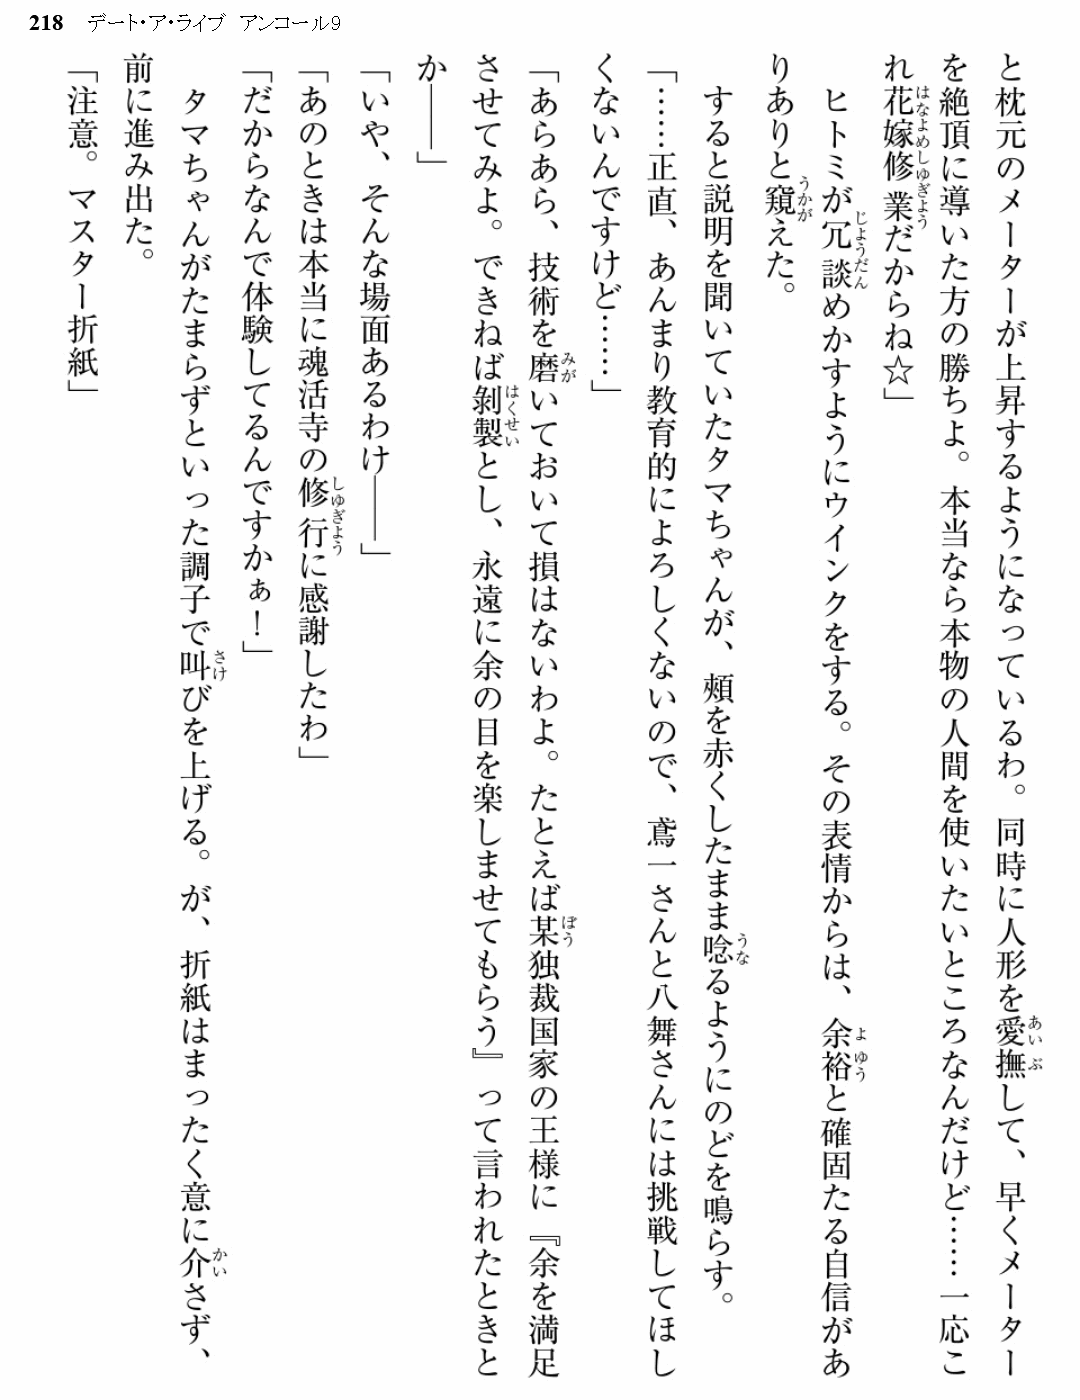 218 デート・ア・ライブ アンコール9
と枕元のメーターが上昇するようになっているわ。同時に人形を愛撫して、早くメーター
を絶頂に導いた方の勝ちよ。本当なら本物の人間を使いたいところなんだけど……一応こ
れ花嫁修業だからね☆」
ヒトミが冗談めかすようにウインクをする。その表情からは、余裕と確固たる自信があ
りありと窺えた。
すると説明を聞いていたタマちゃんが、頰を赤くしたまま唸るようにのどを鳴らす。
「……正直、あんまり教育的によろしくないので、鳶一さんと八舞さんには挑戦してほし
くないんですけど……」
「あらあら、技術を磨いておいて損はないわよ。たとえば某独裁国家の王様に『余を満足
させてみよ。できねば剝製とし、永遠に余の目を楽しませてもらう』って言われたときと
か――」
「いや、そんな場面あるわけ――」
「あのときは本当に魂活寺の修行に感謝したわ」
「だからなんで体験してるんですかぁ！」
タマちゃんがたまらずといった調子で叫びを上げる。が、折紙はまったく意に介さず、
前に進み出た。
「注意。マスター折紙」